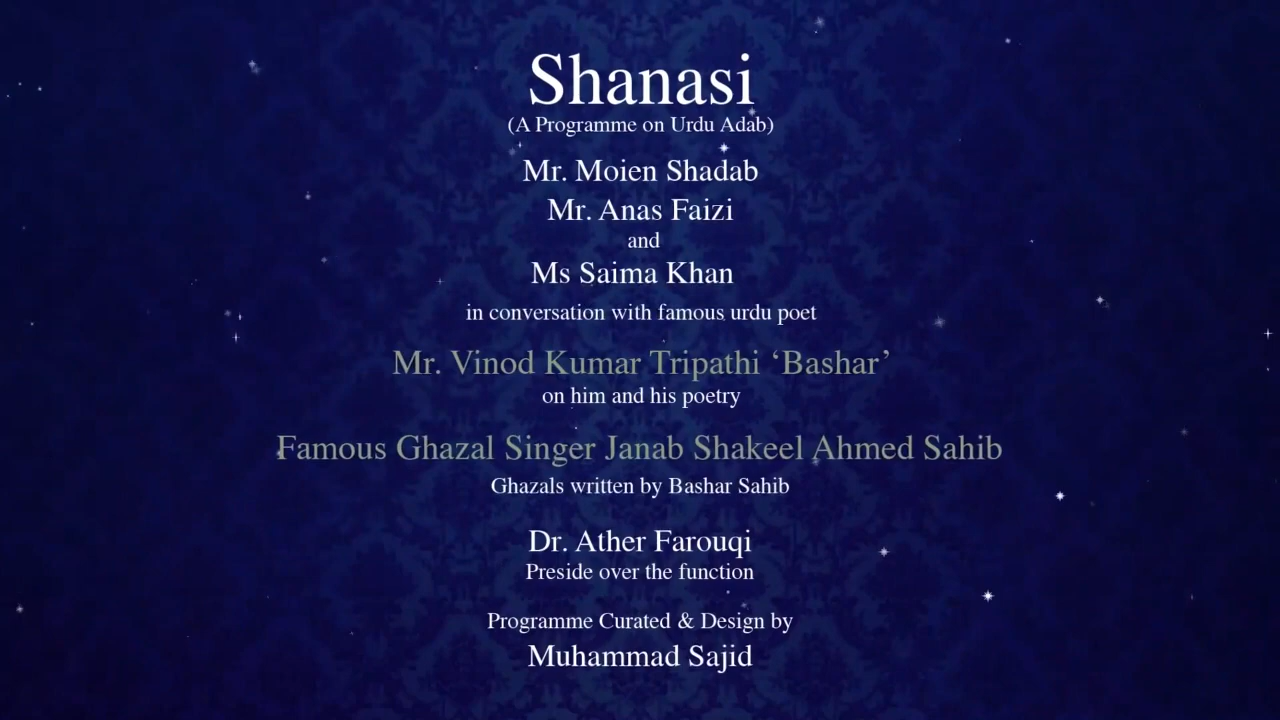 Shanasi
(A Programme on Urdu Adab)
Mr. Moien Shadab
Mr. Anas Faizi
and
Ms Saima Khan
in conversation with famous urdu poet
Mr. Vinod Kumar Tripathi ‘Bashar’
on him and his poetry
Famous Ghazal Singer Janab Shakeel Ahmed Sahib
Ghazals written by Bashar Sahib
Dr. Ather Farouqi
Preside over the function
Programme Curated & Design by
Muhammad Sajid